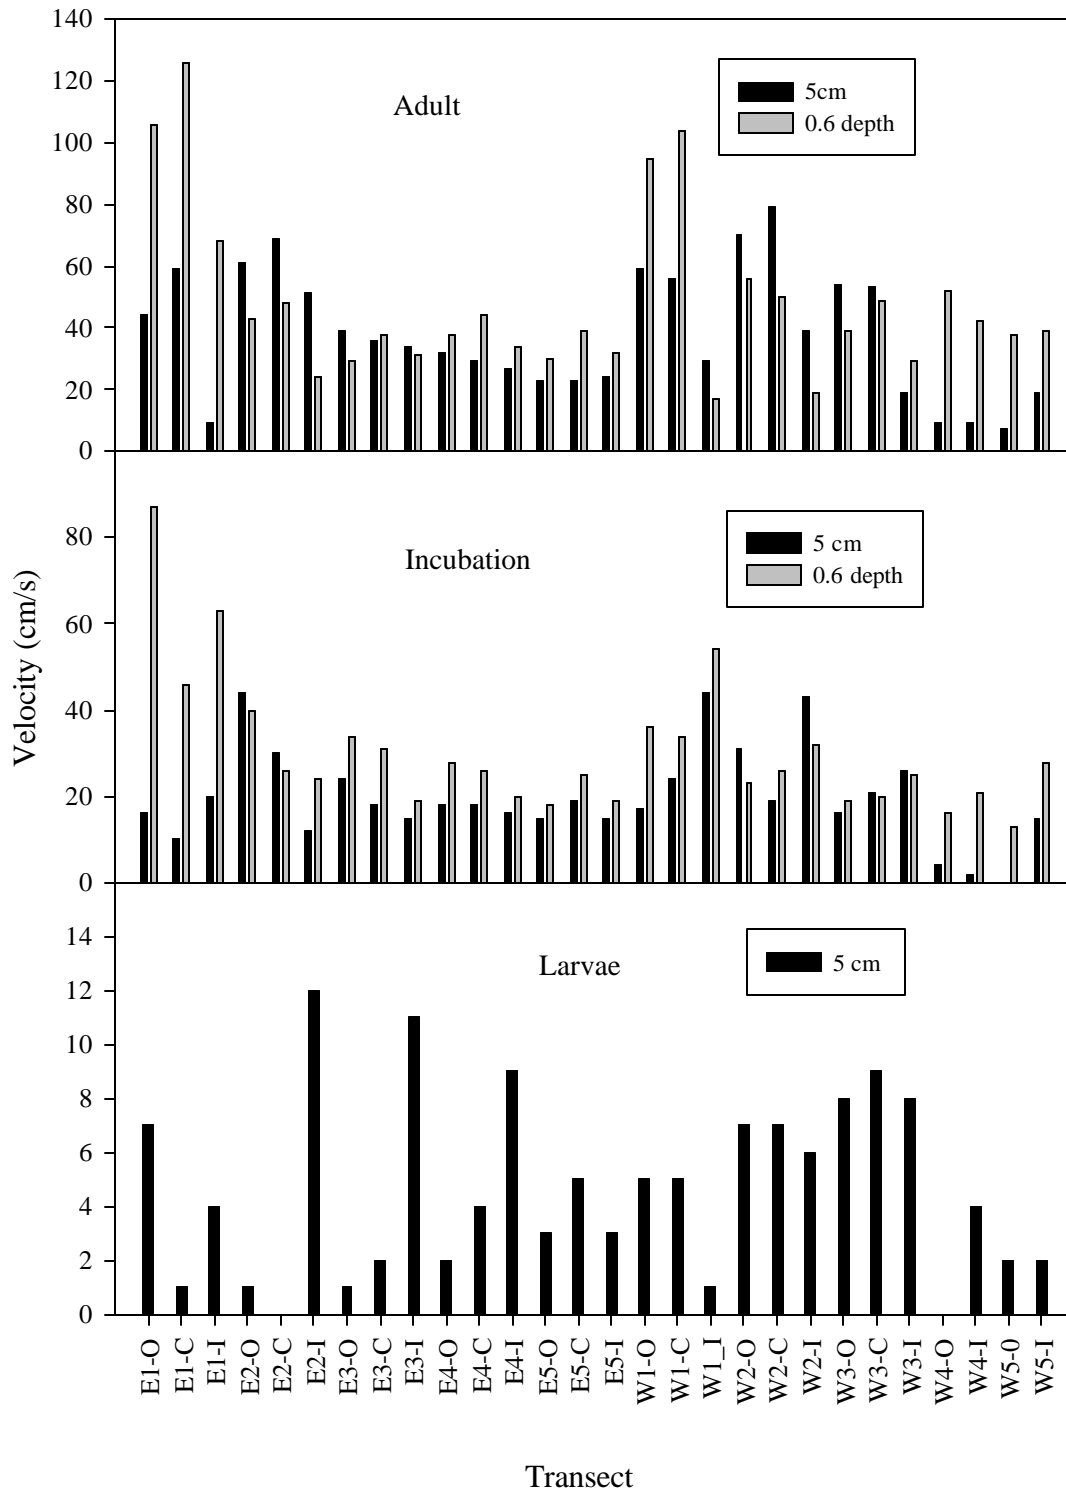 140
120
100
80
60
40
20
0
Adult
5cm
0.6 depth
80
60
40
20
0
Incubation
5 cm
0.6 depth
Velocity (cm/s)
14
12
10
8
6
4
2
0
Larvae
5 cm
E1-O
E1-C
E1-I
E2-O
E2-C
E2-I
E3-O
E3-C
E3-I
E4-O
E4-C
E4-I
E5-O
E5-C
E5-I
W1-O
W1-C
W1_I
W2-O
W2-C
W2-I
W3-O
W3-C
W3-I
W4-O
W4-I
W5-0
W5-I
Transect